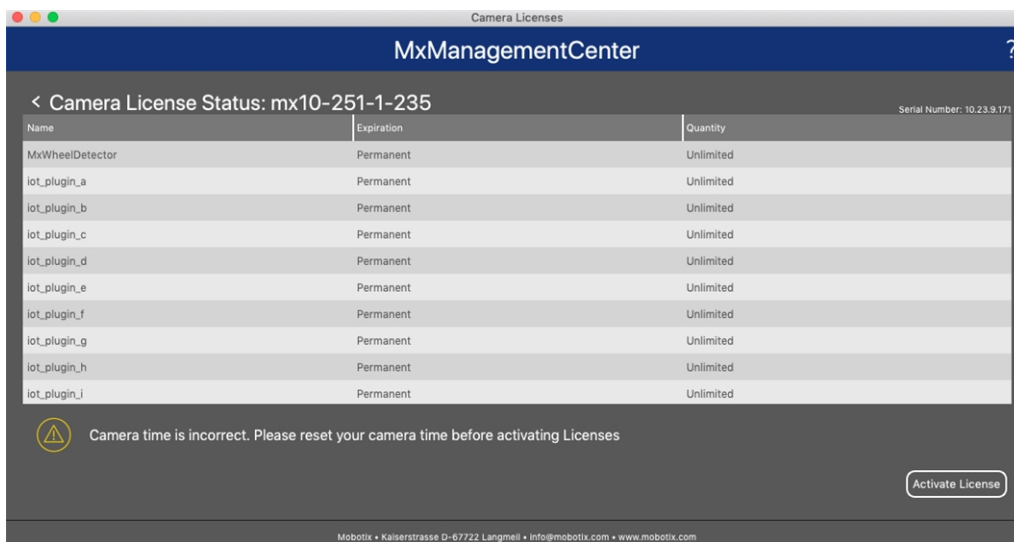 Camera Licenses
MxManagementCenter ?
< Camera License Status: mx10-251-1-235
Serial Number: 10.23.9.171
Name Expiration Quantity
MxWheelDetector Permanent Unlimited
iot_plugin_a Permanent Unlimited
iot_plugin_b Permanent Unlimited
iot_plugin_c Permanent Unlimited
iot_plugin_d Permanent Unlimited
iot_plugin_e Permanent Unlimited
iot_plugin_f Permanent Unlimited
iot_plugin_g Permanent Unlimited
iot_plugin_h Permanent Unlimited
iot_plugin_i Permanent Unlimited
Camera time is incorrect. Please reset your camera time before activating Licenses
Activate License
Mobotix • Kaiserstrasse D-67722 Langmeil • info@mobotix.com • www.mobotix.com